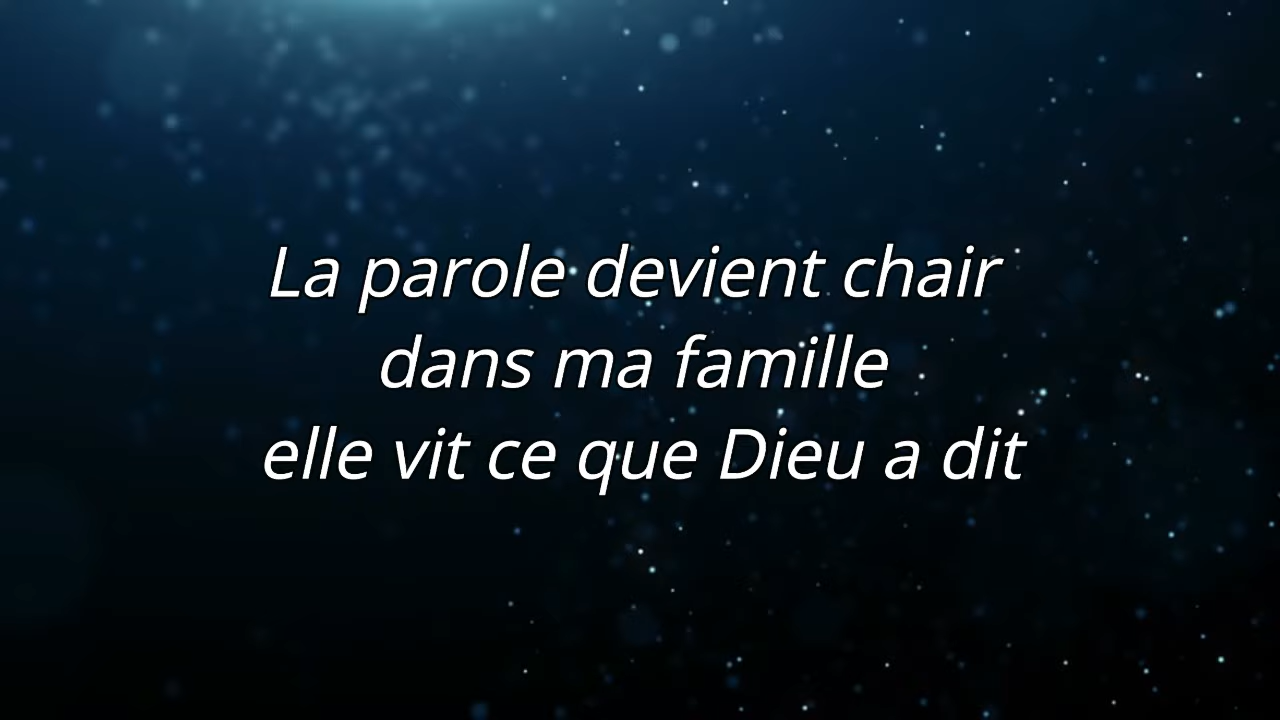 La parole devient chair
dans ma famille
elle vit ce que Dieu a dit